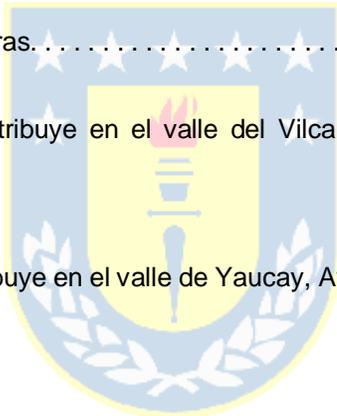 ras. . . . . . . . . . . . . . . . . . . . . .
tribuye en el valle del Vilca
buye en el valle de Yaucay, A